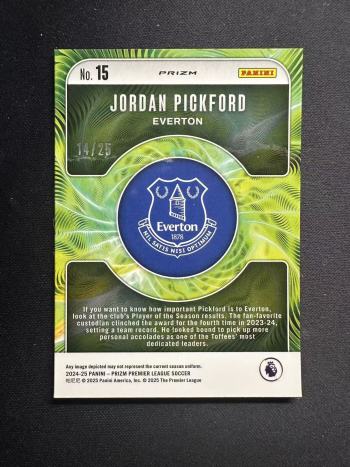 No. 15 PRIZM PANINI
JORDAN PICKFORD
EVERTON
14/25
Everton
1878
NIL SATIS NISI OPTIMUM
If you want to know how important Pickford is to Everton,
look at the club's Player of the Season results. The fan-favorite
custodian clinched the award for the fourth time in 2023-24,
setting a team record. He looked bound to pick up more
personal accolades as one of the Toffees' most
dedicated leaders.
Any image depicted may not represent the current season uniform.
2024-25 PANINI – PRIZM PREMIER LEAGUE SOCCER
帕尼尼 © 2025 Panini America, Inc. © 2025 The Premier League